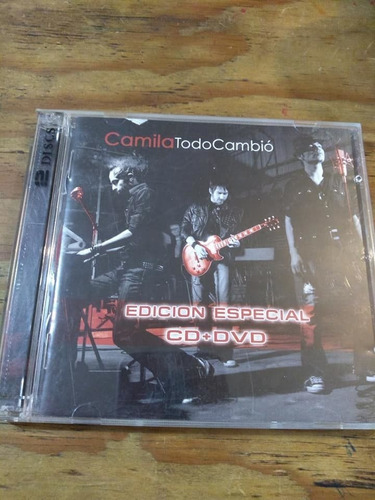 2 Discs
CamilaTodoCambió
EDICION ESPECIAL
CD+DVD